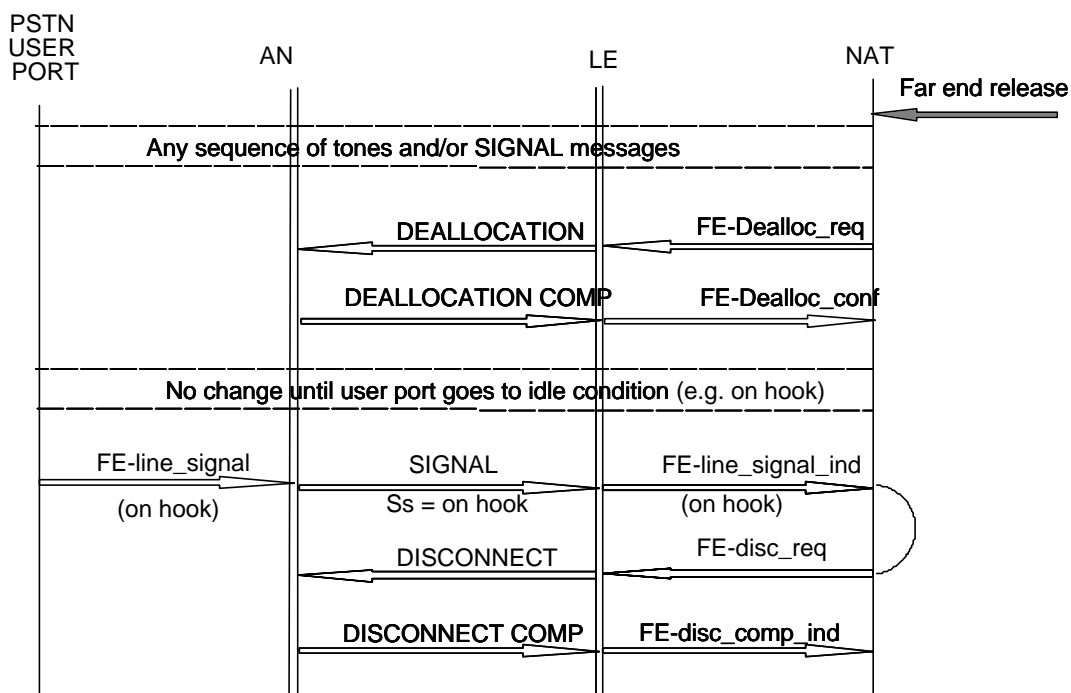 PSTN
USER
PORT
AN
LE
NAT
Far end release
Any sequence of tones and/or SIGNAL messages
DEALLOCATION
FE-Dealloc_req
DEALLOCATION COMP
FE-Dealloc_conf
No change until user port goes to idle condition (e.g. on hook)
FE-line_signal
SIGNAL
FE-line_signal_ind
(on hook)
Ss = on hook
(on hook)
DISCONNECT
FE-disc_req
DISCONNECT COMP
FE-disc_comp_ind